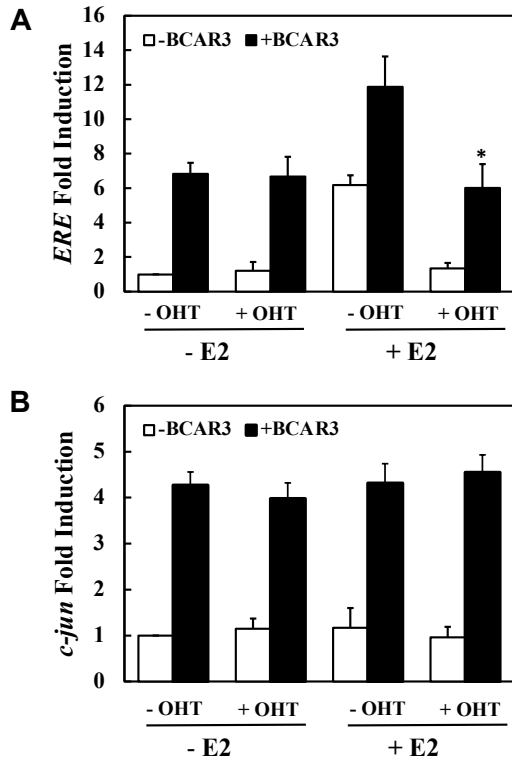 A
16
-BCAR3 +BCAR3
14
12
10
8
6
4
2
0
ERE Fold Induction
*
- OHT + OHT - OHT + OHT
- E2 + E2
B
6
-BCAR3 +BCAR3
5
4
3
2
1
0
c-jun Fold Induction
- OHT + OHT - OHT + OHT
- E2 + E2